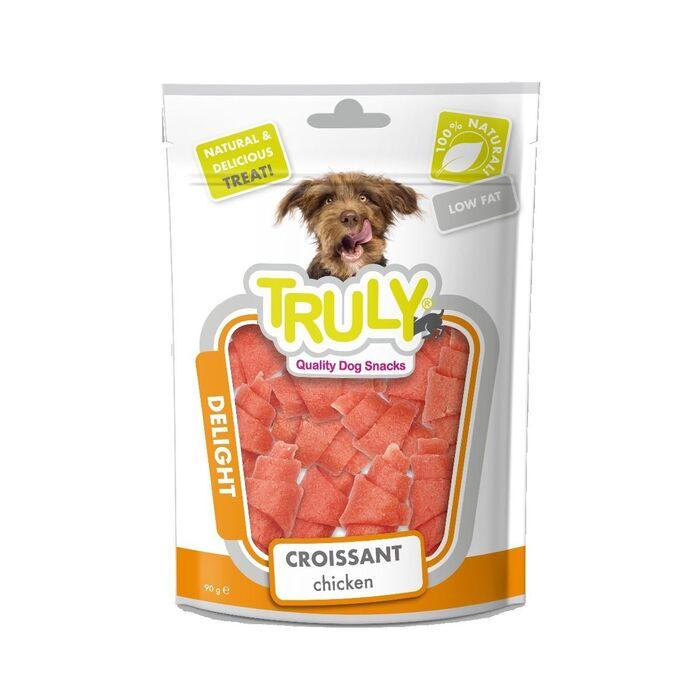 NATURAL &
DELICIOUS
TREAT!
100% NATURAL!
LOW FAT
TRULY®
Quality Dog Snacks
DELIGHT
CROISSANT
chicken
90 g ℮